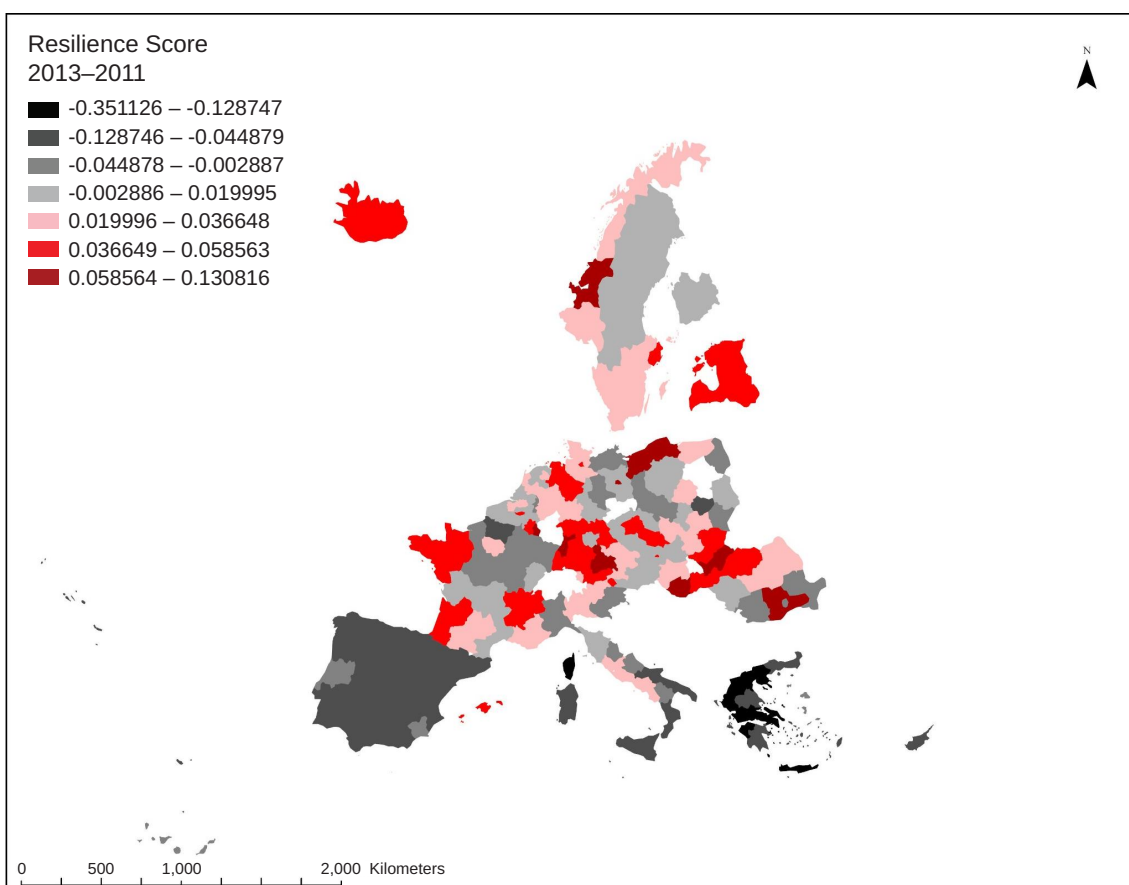 Resilience Score
2013–2011
-0.351126 – -0.128747
-0.128746 – -0.044879
-0.044878 – -0.002887
-0.002886 – 0.019995
0.019996 – 0.036648
0.036649 – 0.058563
0.058564 – 0.130816
N
0 500 1,000 2,000 Kilometers